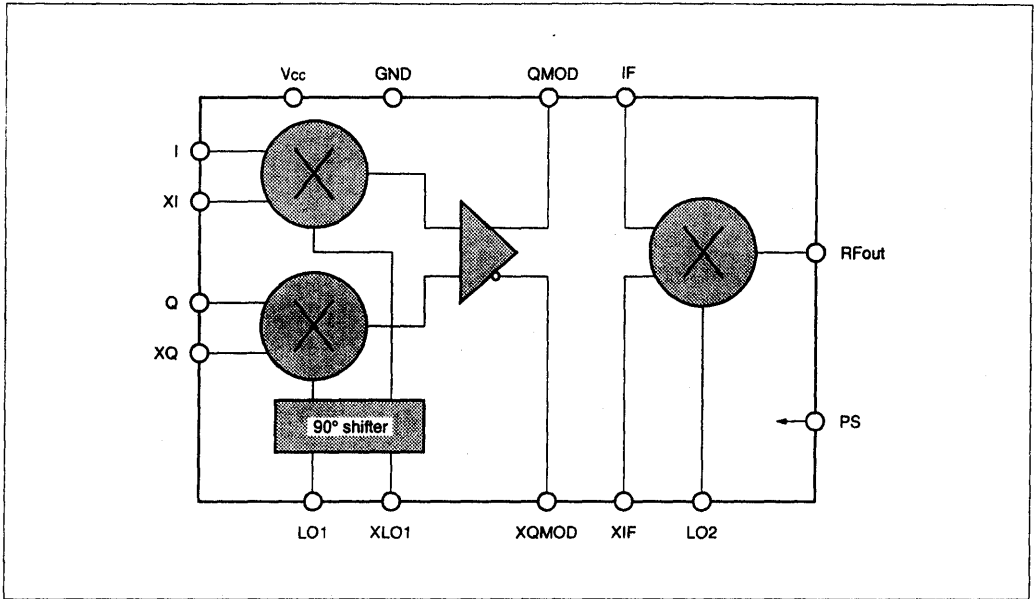 Vcc GND QMOD IF
I
XI
RFout
Q
XQ
PS
90° shifter
LO1 XLO1 XQMOD XIF LO2